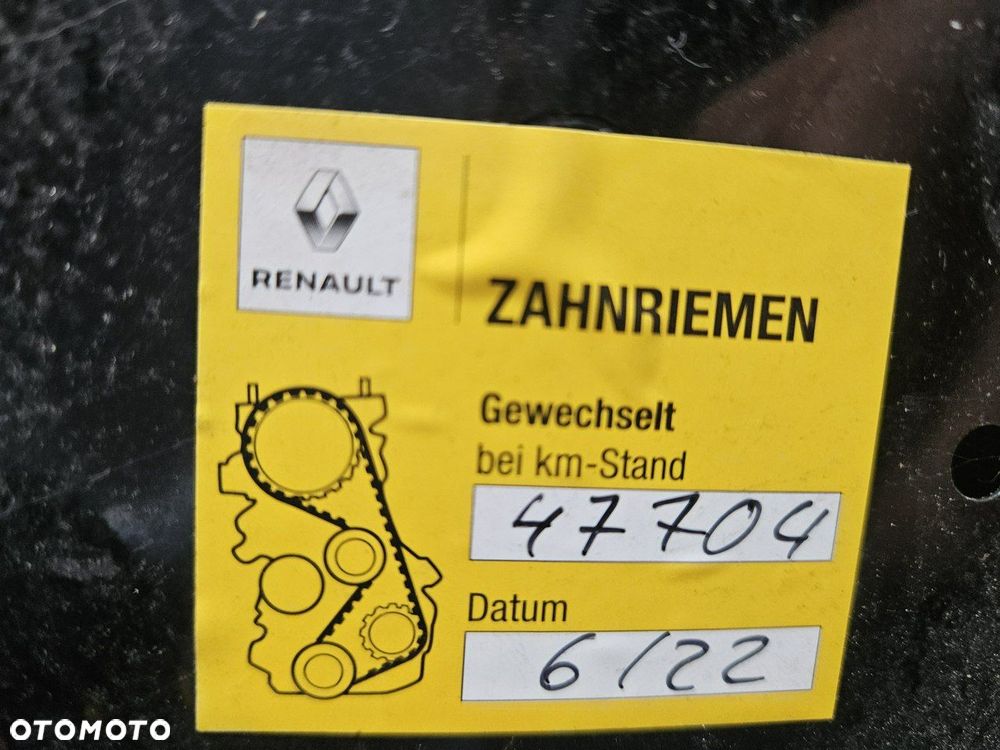 RENAULT
ZAHNRIEMEN
Gewechselt
bei km-Stand
47704
Datum
6/22
OTOMOTO